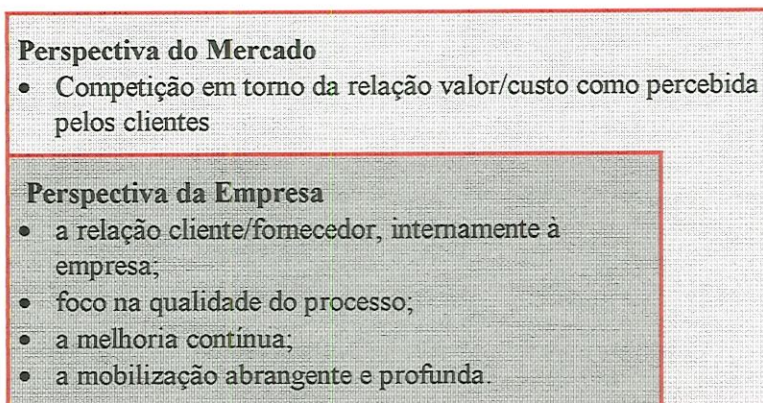 Perspectiva do Mercado
• Competição em torno da relação valor/custo como percebida
pelos clientes
Perspectiva da Empresa
• a relação cliente/fornecedor, internamente à
empresa;
• foco na qualidade do processo;
• a melhoria contínua;
• a mobilização abrangente e profunda.